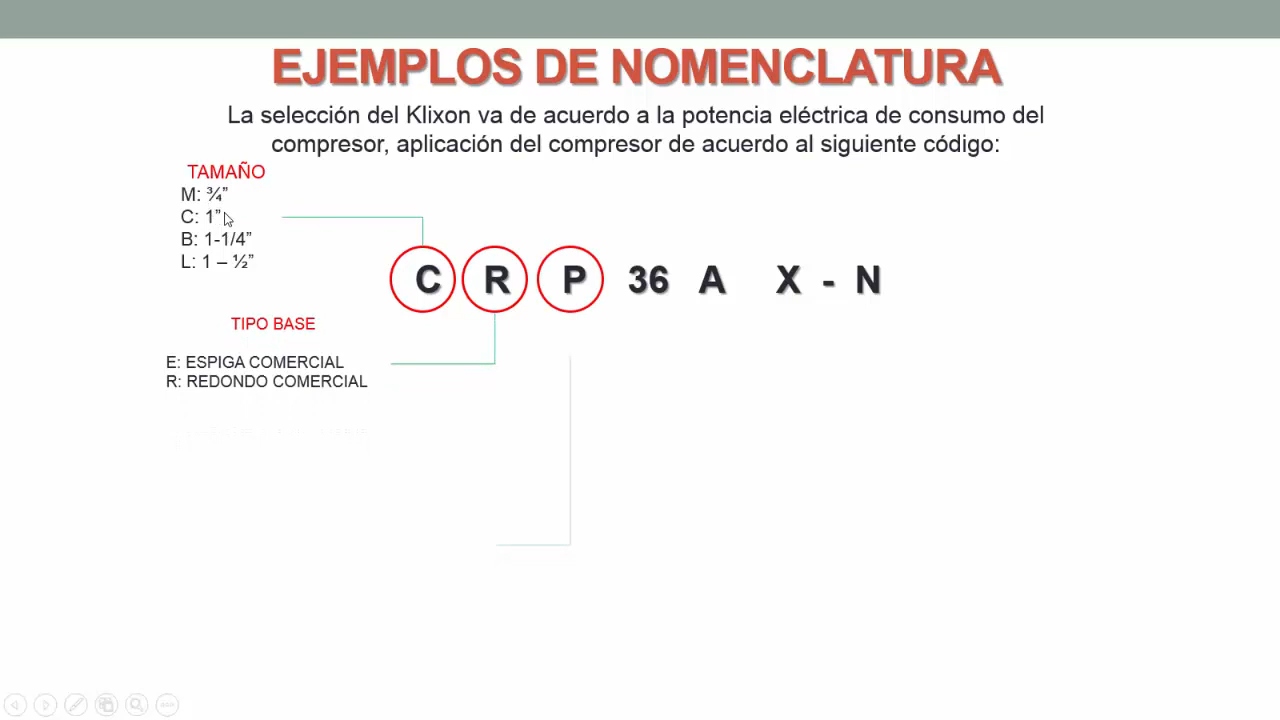 EJEMPLOS DE NOMENCLATURA
La selección del Klixon va de acuerdo a la potencia eléctrica de consumo del
compresor, aplicación del compresor de acuerdo al siguiente código:
TAMAÑO
M: ¾”
C: 1”
B: 1-1/4”
L: 1 – ½”
C R P 36 A X - N
TIPO BASE
E: ESPIGA COMERCIAL
R: REDONDO COMERCIAL